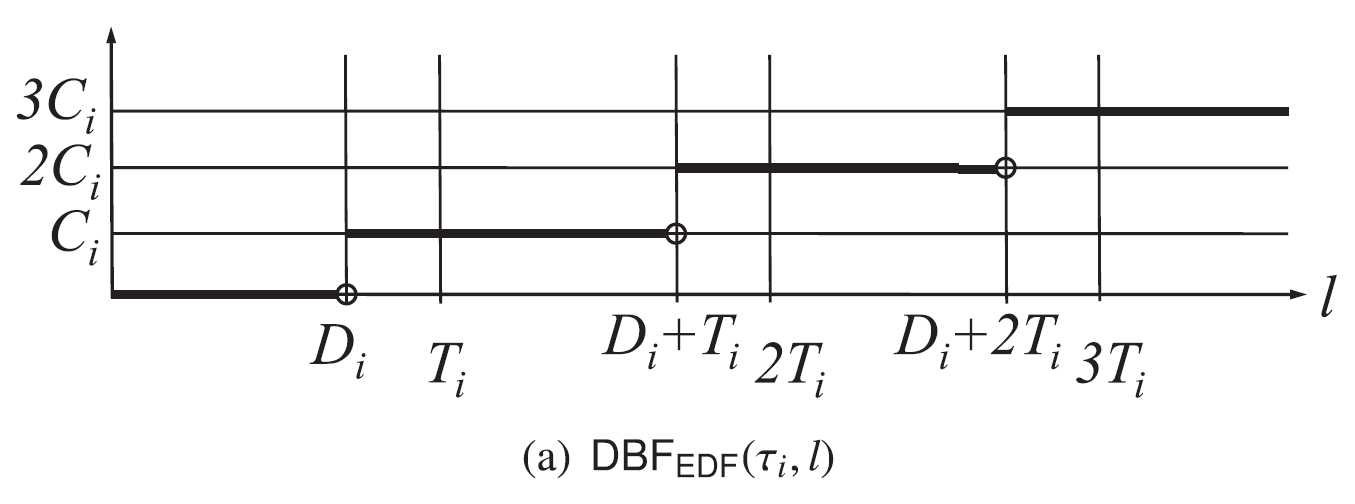 3C_i
2C_i
C_i
l
D_i T_i D_i+T_i 2T_i D_i+2T_i 3T_i
(a) DBF_EDF(τ_i, l)